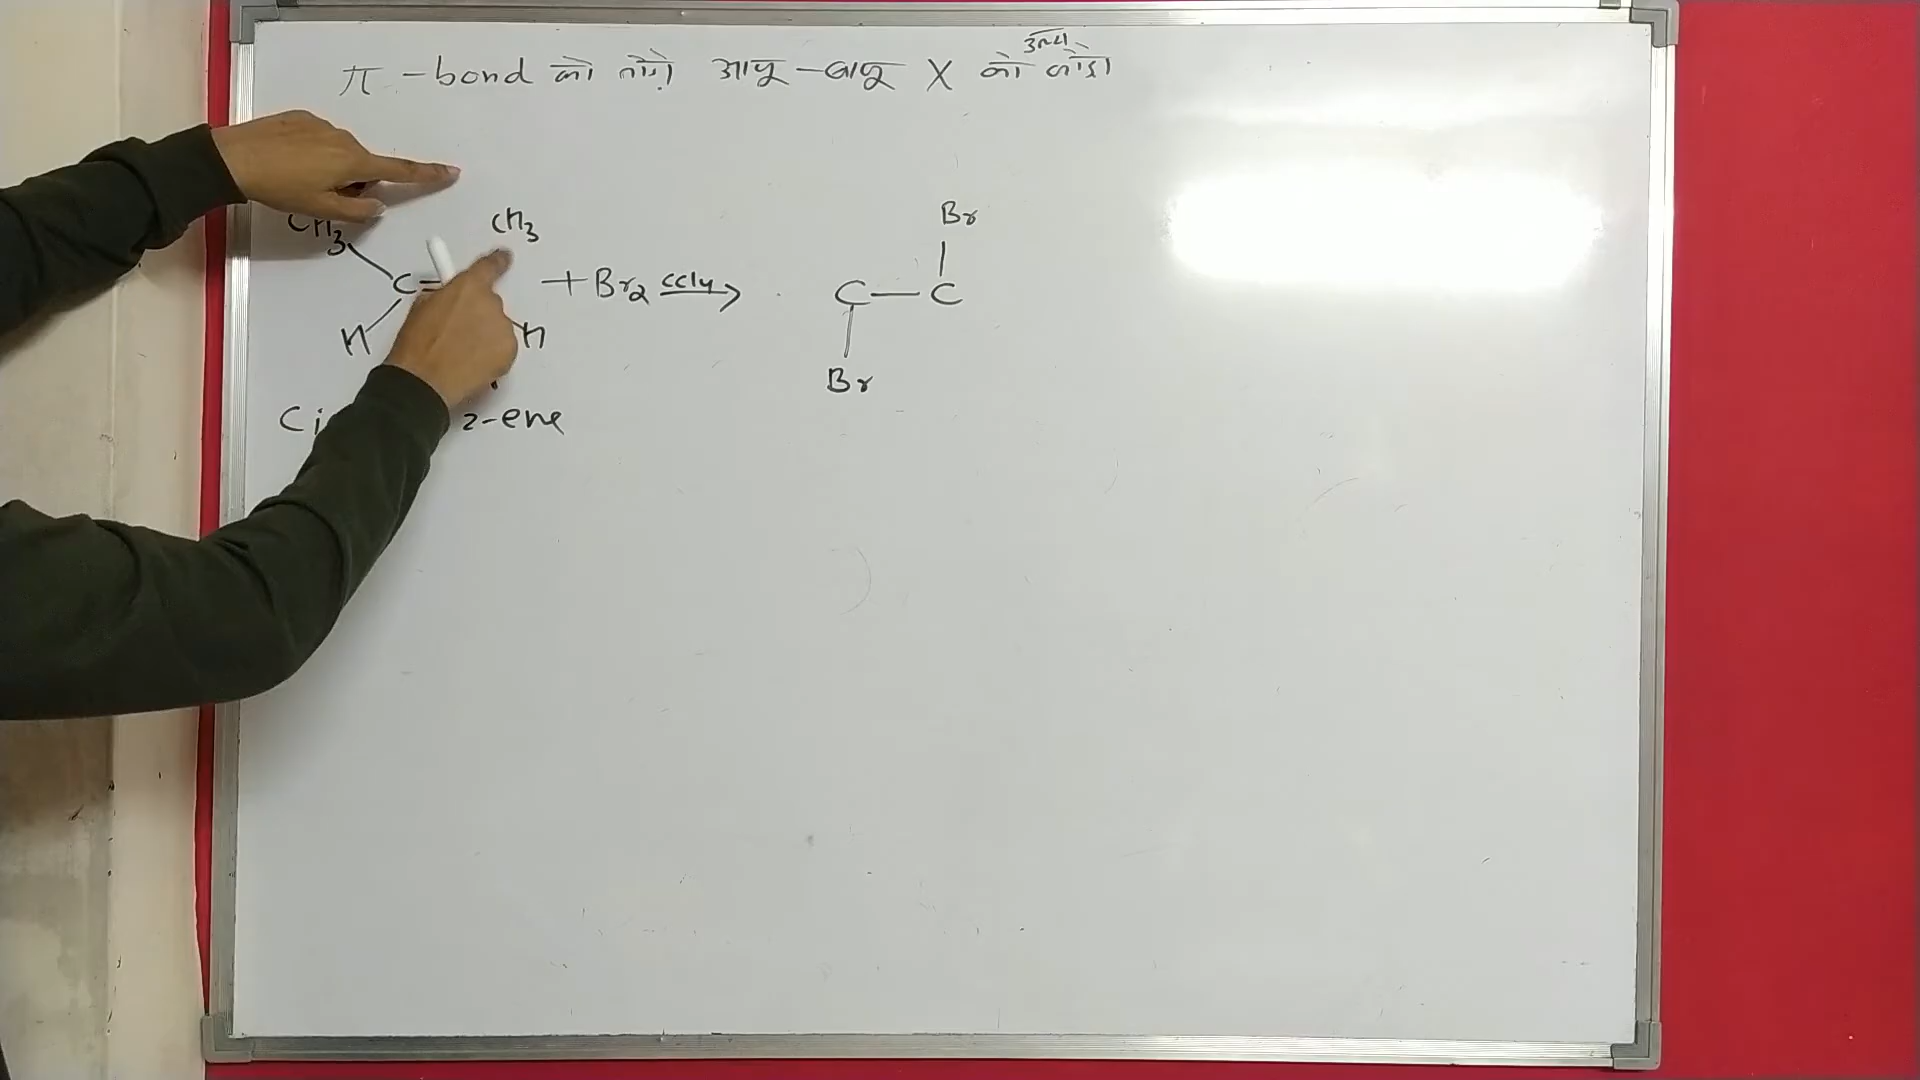 π -bond को तोड़ो आजू-बाजू X को उल्टा जोड़ो
CH3 CH3
C= + Br2 CCl4 → C — C
H H
Br
Br
Ci 2-ene